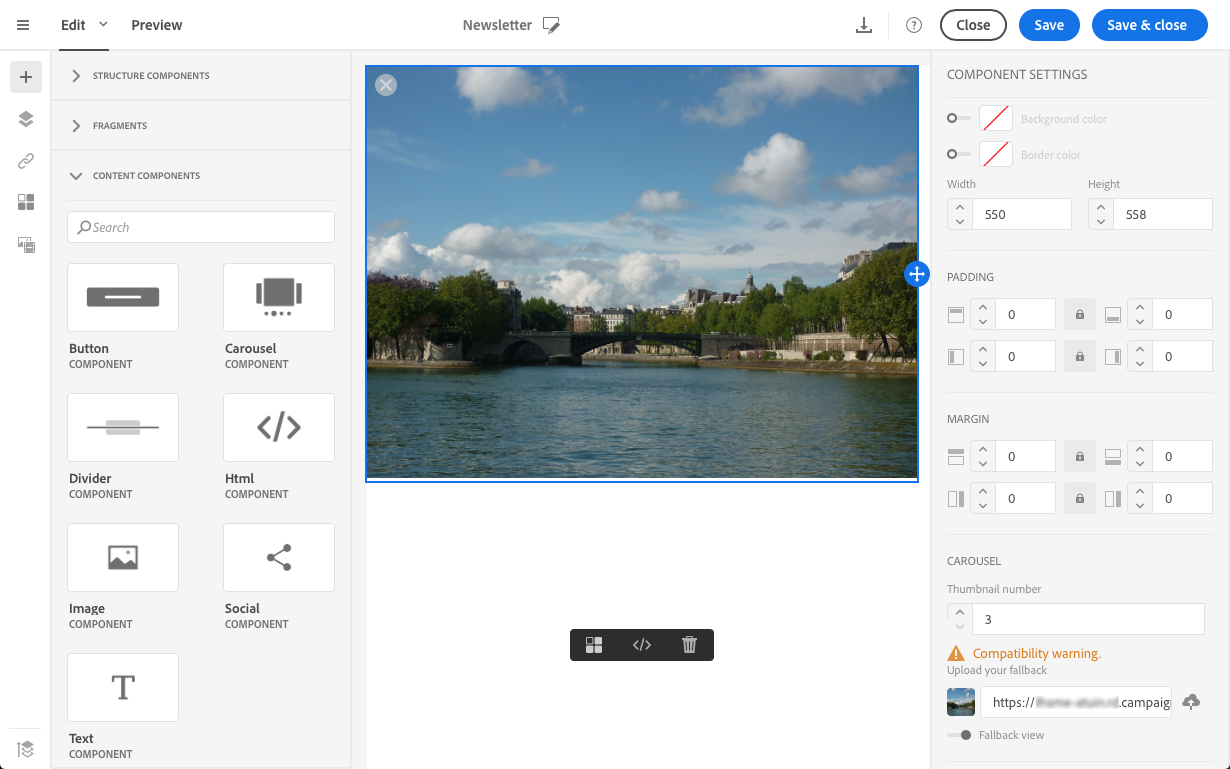 Edit
Preview
Newsletter
Close
Save
Save & close
STRUCTURE COMPONENTS
FRAGMENTS
CONTENT COMPONENTS
Search
Button
COMPONENT
Carousel
COMPONENT
Divider
COMPONENT
Html
COMPONENT
Image
COMPONENT
Social
COMPONENT
Text
COMPONENT
COMPONENT SETTINGS
Background color
Border color
Width
Height
550
558
PADDING
0
0
0
0
MARGIN
0
0
0
0
CAROUSEL
Thumbnail number
3
Compatibility warning.
Upload your fallback
https:// .campaig
Fallback view